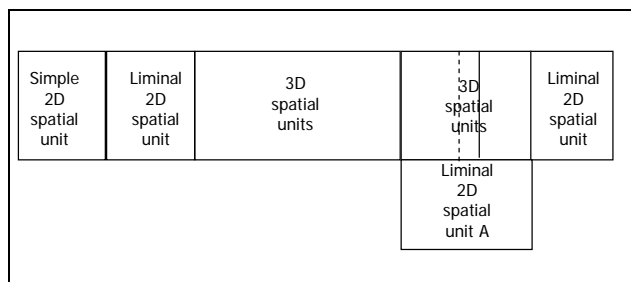 Simple
2D
spatial
unit
Liminal
2D
spatial
unit
3D
spatial
units
3D
spatial
units
Liminal
2D
spatial
unit
Liminal
2D
spatial
unit A